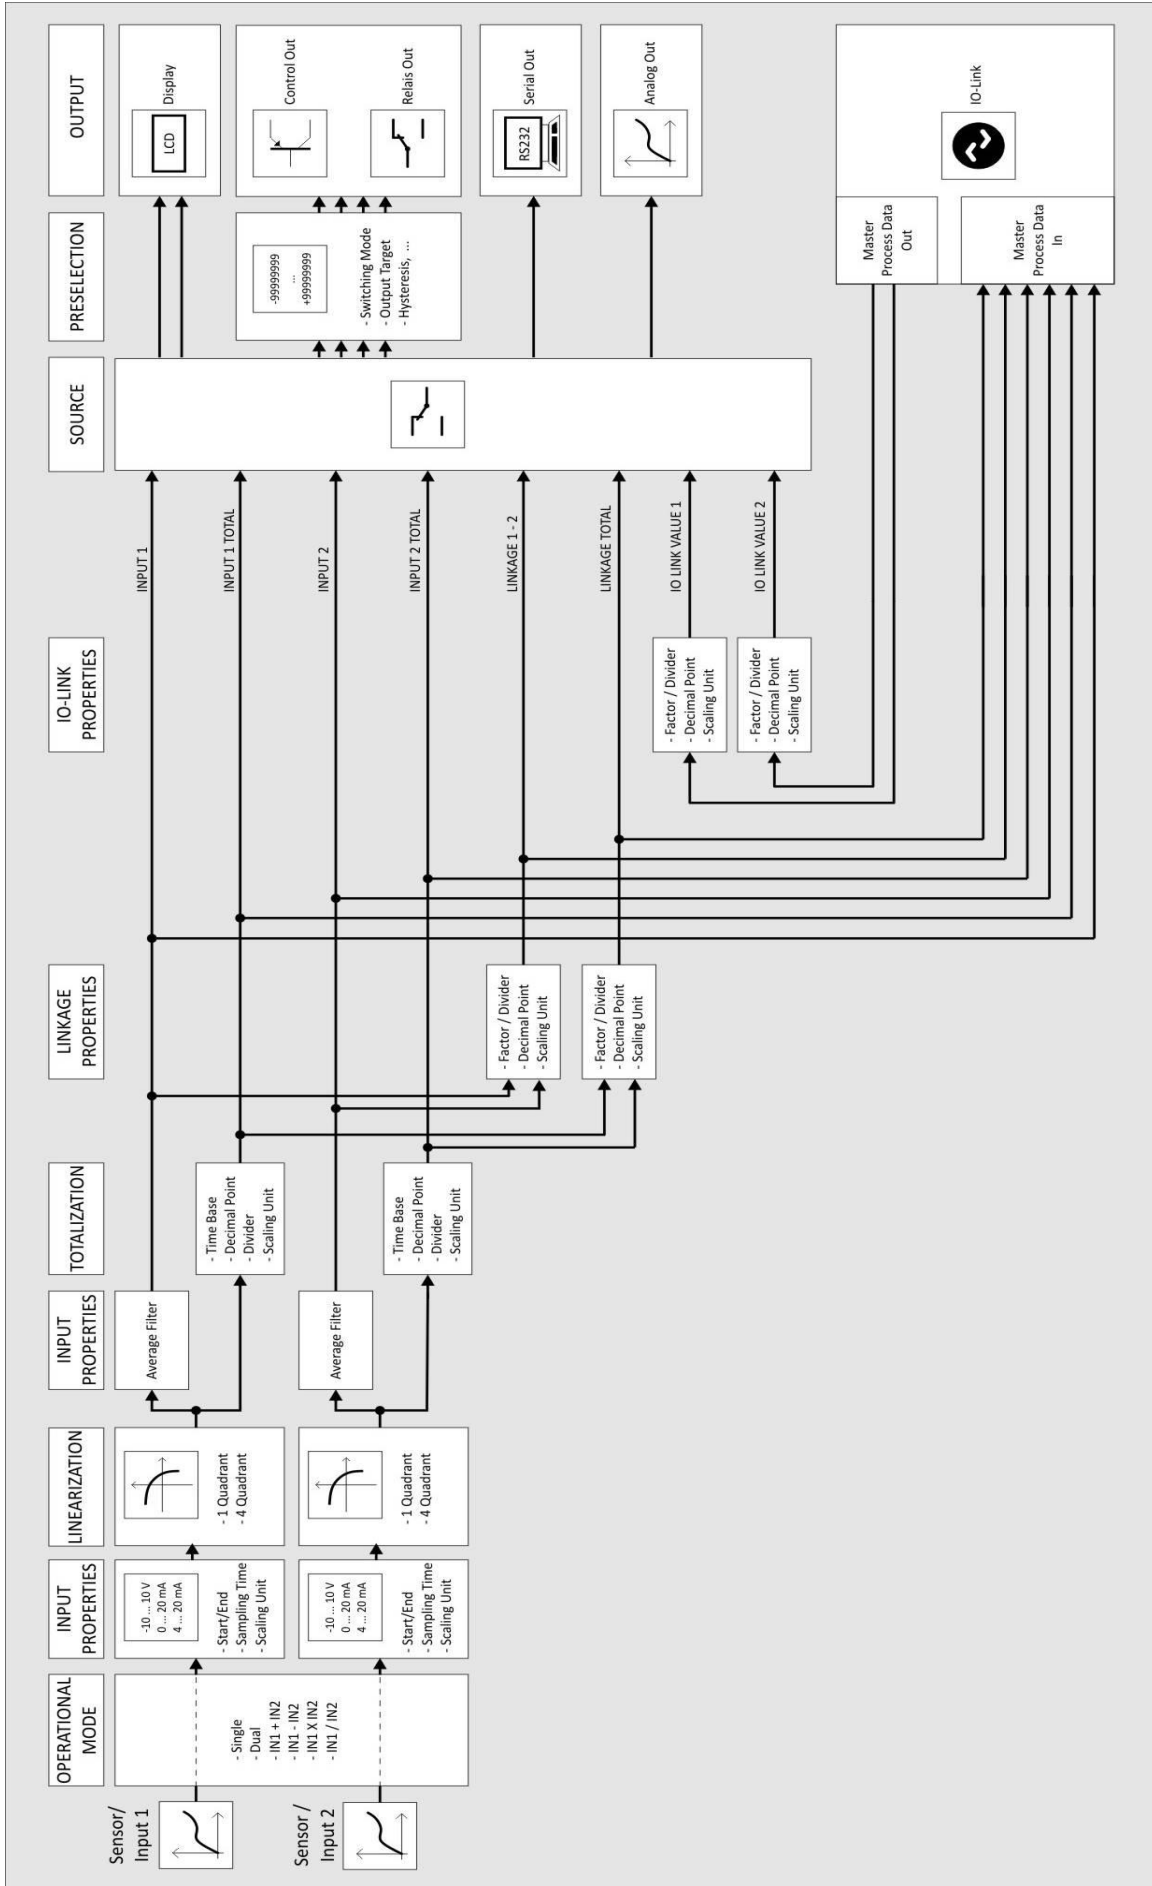 OPERATIONAL
MODE
INPUT
PROPERTIES
LINEARIZATION
INPUT
PROPERTIES
TOTALIZATION
LINKAGE
PROPERTIES
IO-LINK
PROPERTIES
SOURCE
PRESELECTION
OUTPUT
Sensor/
Input 1
Sensor /
Input 2
- Single
- Dual
- IN1 + IN2
- IN1 - IN2
- IN1 X IN2
- IN1 / IN2
-10 ... 10 V
0 ... 20 mA
4 ... 20 mA
- Start/End
- Sampling Time
- Scaling Unit
-10 ... 10 V
0 ... 20 mA
4 ... 20 mA
- Start/End
- Sampling Time
- Scaling Unit
- 1 Quadrant
- 4 Quadrant
- 1 Quadrant
- 4 Quadrant
Average Filter
Average Filter
- Time Base
- Decimal Point
- Divider
- Scaling Unit
- Time Base
- Decimal Point
- Divider
- Scaling Unit
- Factor / Divider
- Decimal Point
- Scaling Unit
- Factor / Divider
- Decimal Point
- Scaling Unit
- Factor / Divider
- Decimal Point
- Scaling Unit
- Factor / Divider
- Decimal Point
- Scaling Unit
INPUT 1
INPUT 1 TOTAL
INPUT 2
INPUT 2 TOTAL
LINKAGE 1 - 2
LINKAGE TOTAL
IO LINK VALUE 1
IO LINK VALUE 2
-99999999
...
+99999999
- Switching Mode
- Output Target
- Hysteresis, ...
LCD
Display
Control Out
Relais Out
RS232
Serial Out
Analog Out
Master
Process Data
Out
Master
Process Data
In
IO-Link